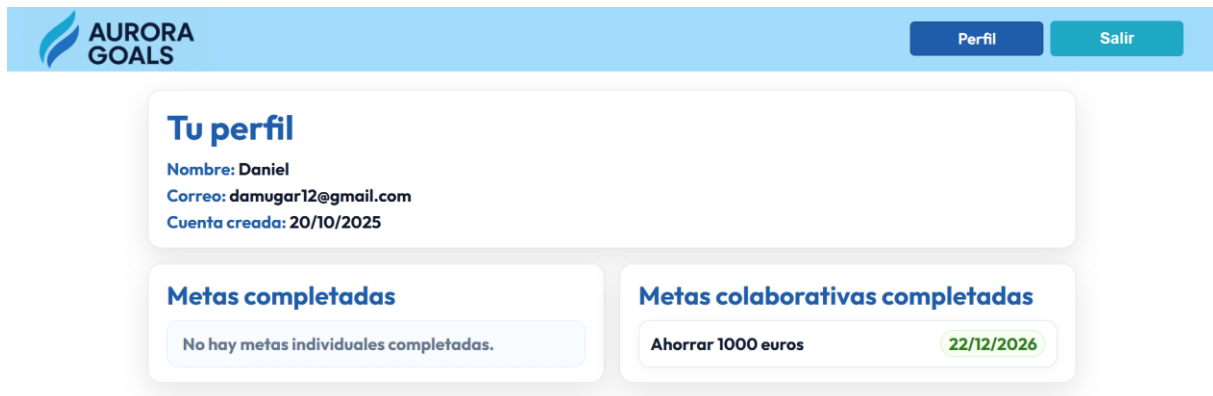 AURORA
GOALS
Perfil
Salir
Tu perfil
Nombre: Daniel
Correo: damugar12@gmail.com
Cuenta creada: 20/10/2025
Metas completadas
No hay metas individuales completadas.
Metas colaborativas completadas
Ahorrar 1000 euros
22/12/2026